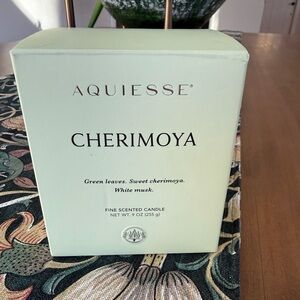 AQUIESSE®
CHERIMOYA
Green leaves. Sweet cherimoya.
White musk.
FINE SCENTED CANDLE
NET WT. 9 OZ (255 g)